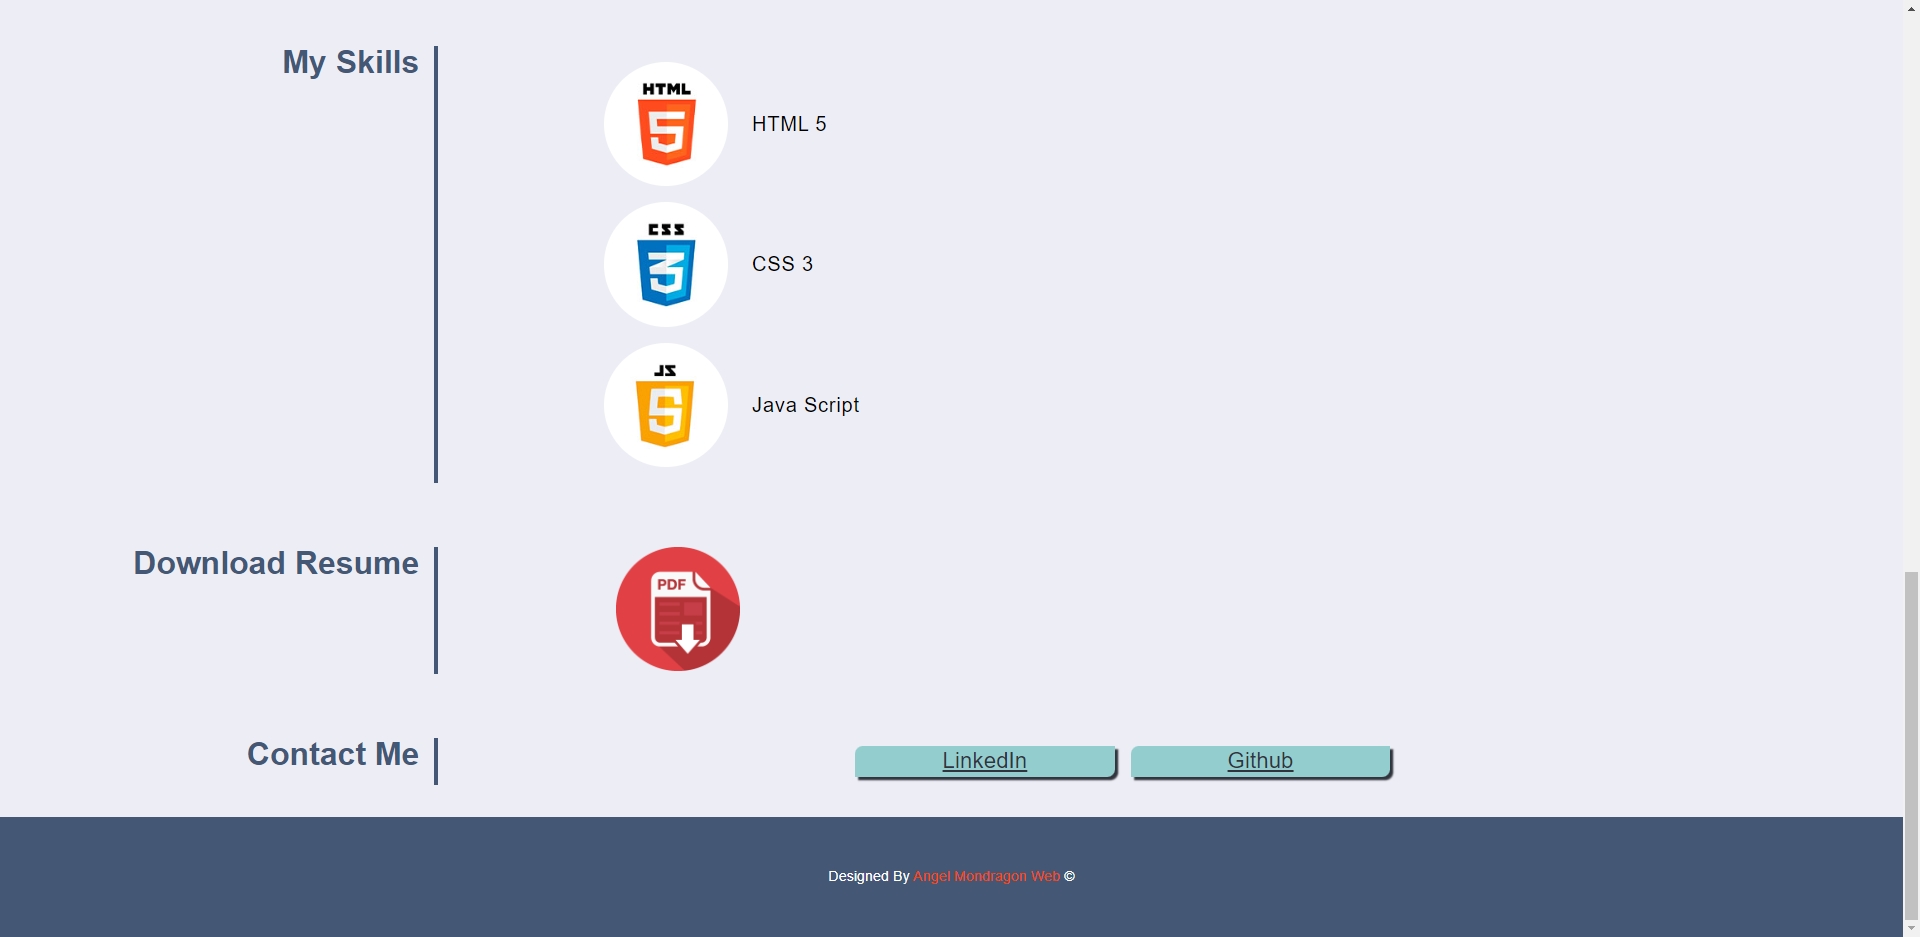 My Skills
HTML
5
HTML 5
CSS
3
CSS 3
JS
5
Java Script
Download Resume
PDF
Contact Me
LinkedIn
Github
Designed By Angel Mondragon Web ©